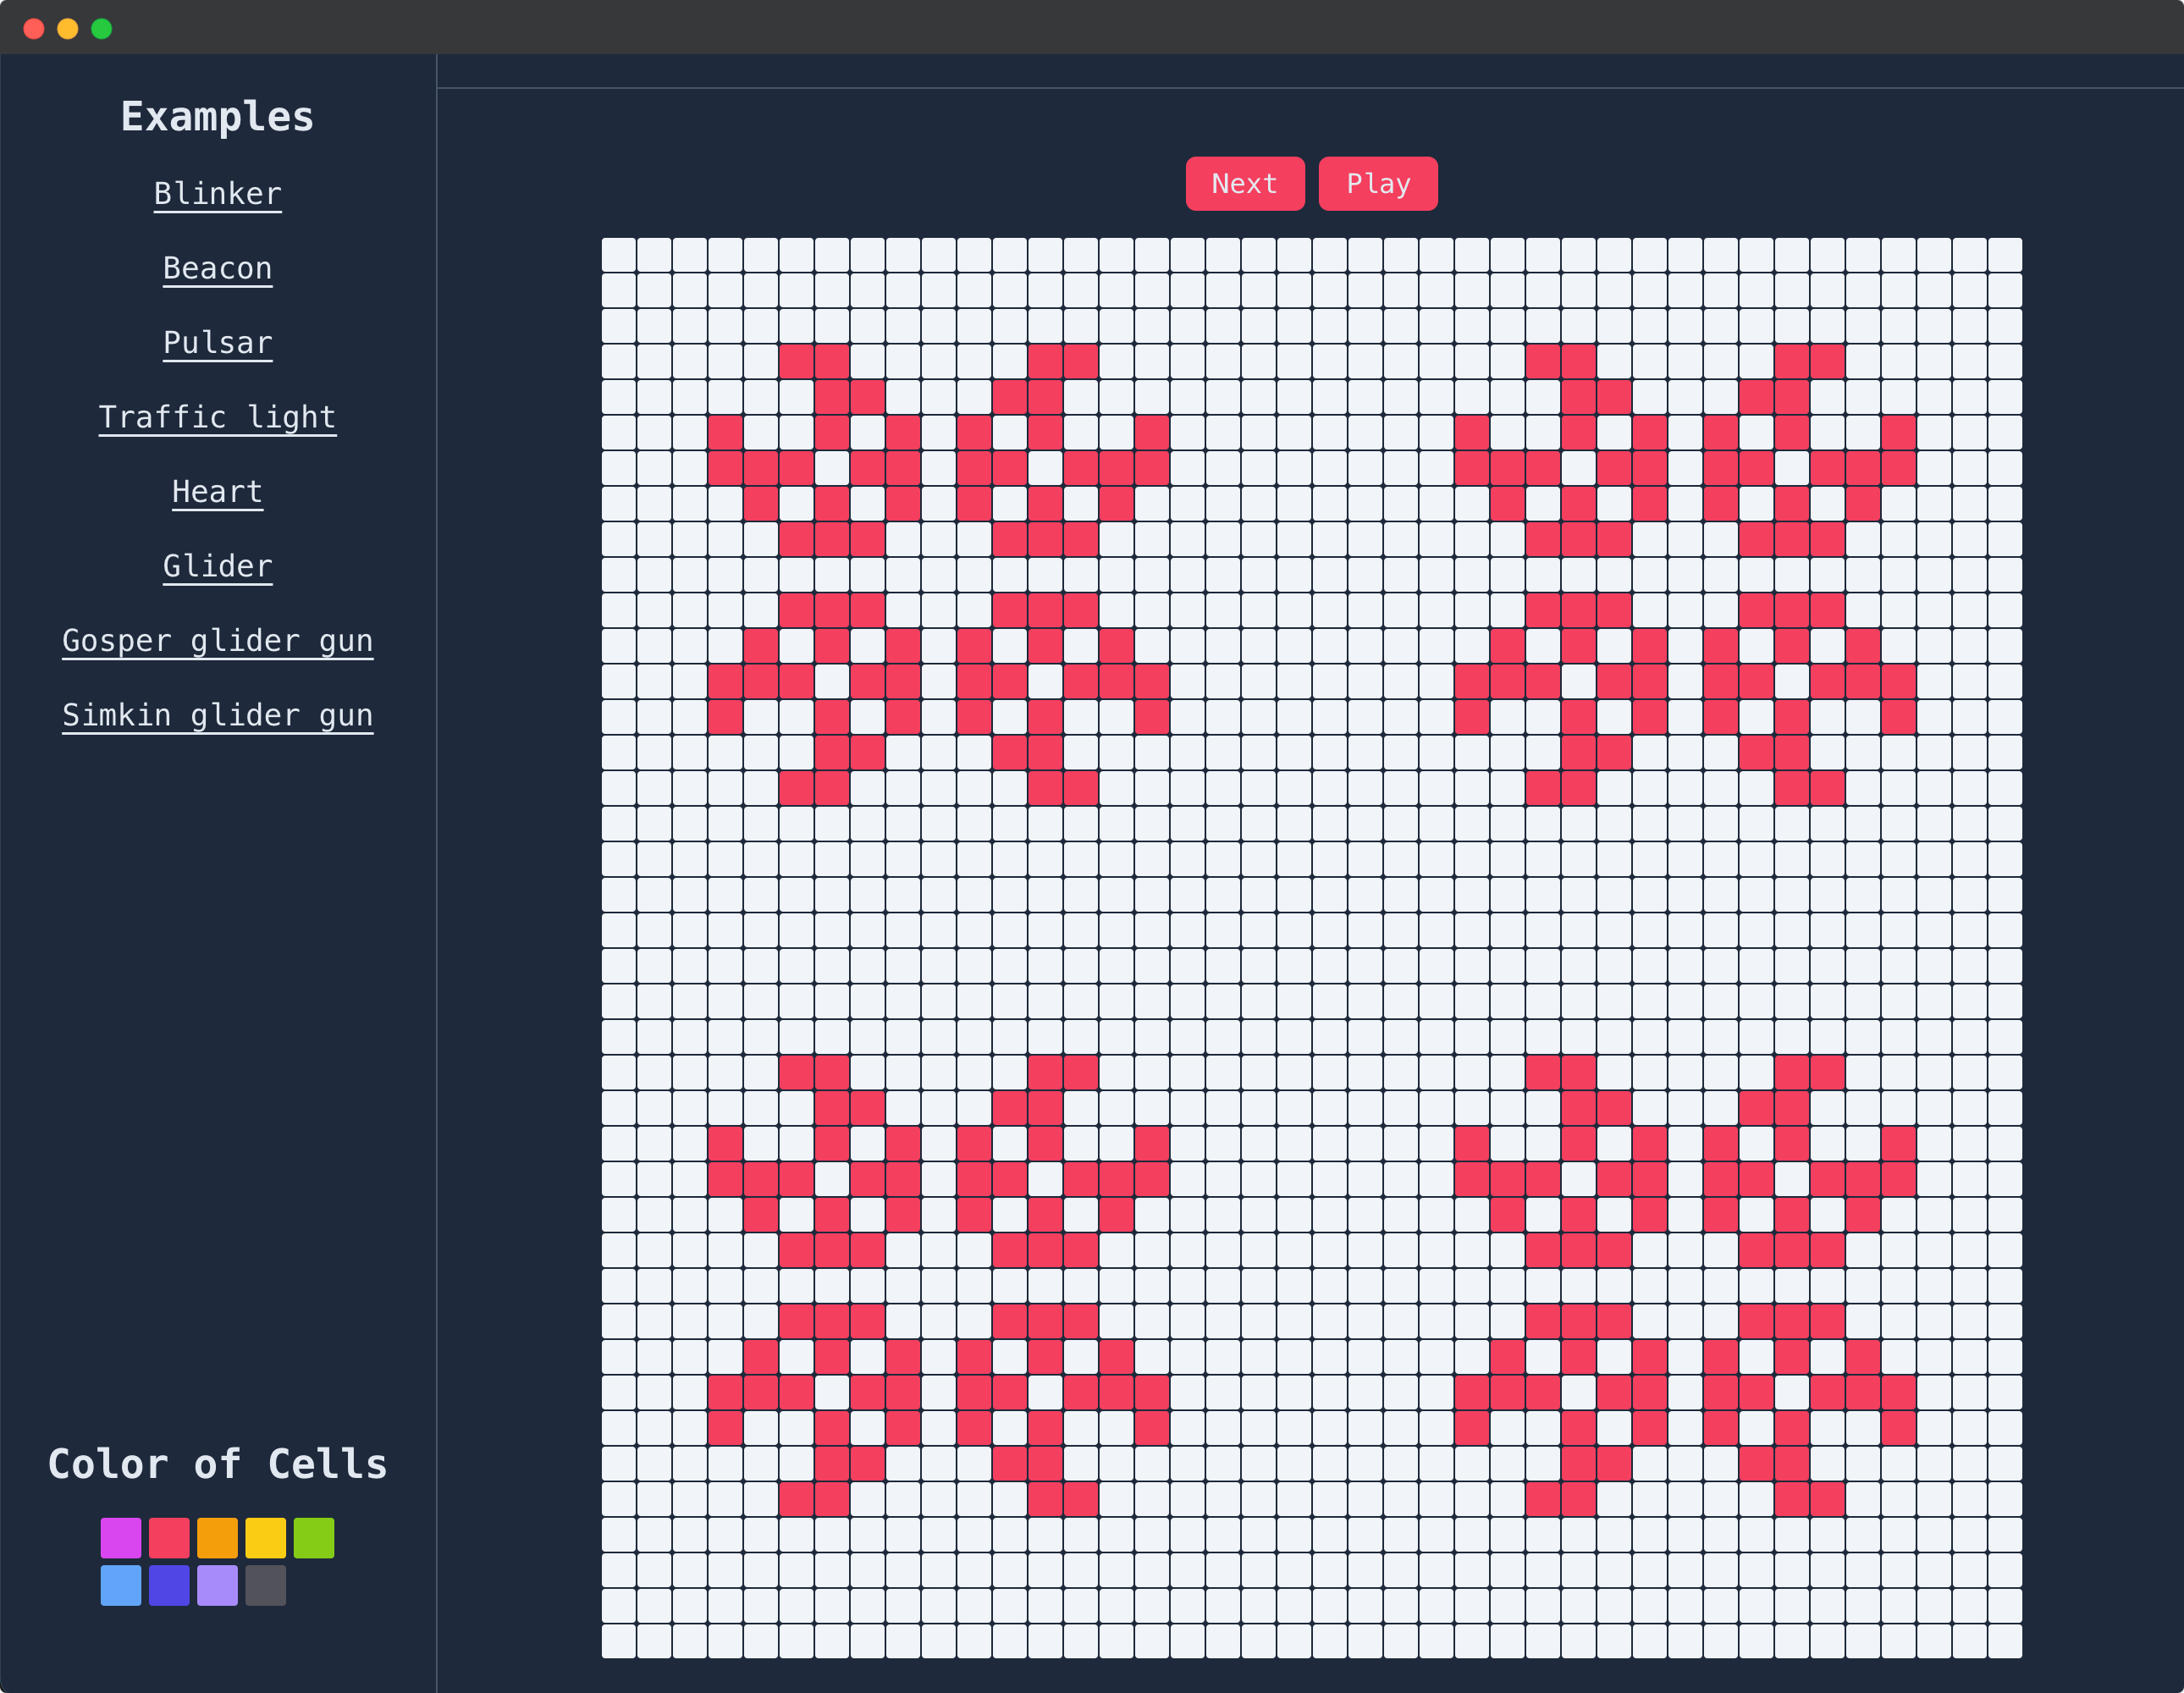 Examples
Blinker
Beacon
Pulsar
Traffic light
Heart
Glider
Gosper glider gun
Simkin glider gun
Color of Cells
Next Play